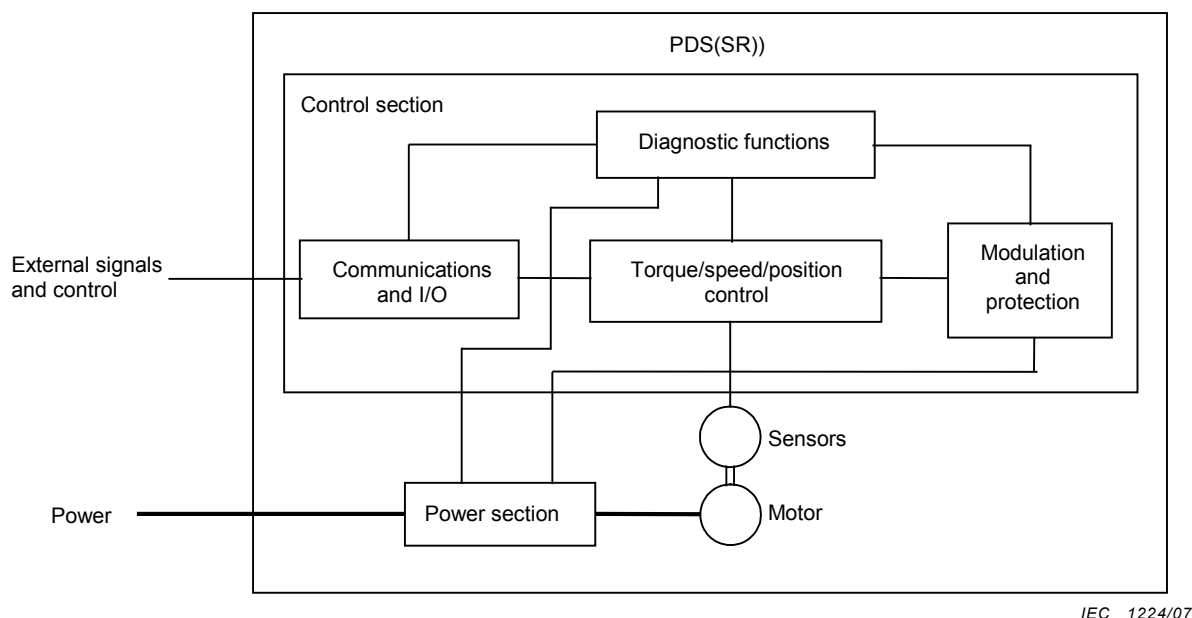 PDS(SR))
Control section
Diagnostic functions
External signals
and control
Communications
and I/O
Torque/speed/position
control
Modulation
and
protection
Sensors
Power
Power section
Motor
IEC 1224/07